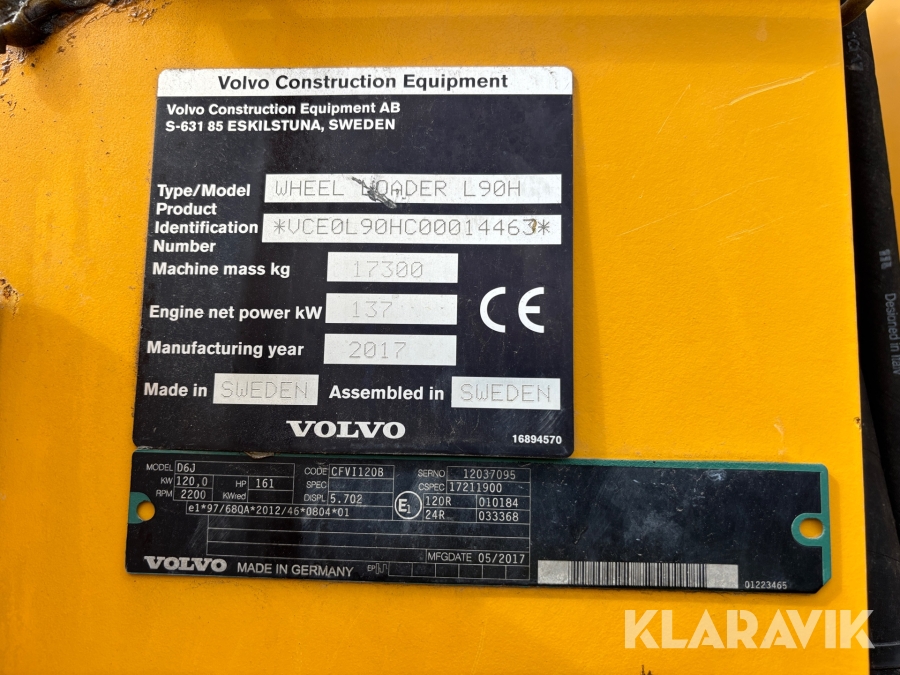 Volvo Construction Equipment
Volvo Construction Equipment AB
S-631 85 ESKILSTUNA, SWEDEN
Type/Model WHEEL LOADER L90H
Product
Identification *VCE0L90HC00014463*
Number
Machine mass kg 17300
Engine net power kW 137
CE
Manufacturing year 2017
Made in SWEDEN Assembled in SWEDEN
VOLVO
16894570
MODEL D6J CODE CFVI120B SERNO 12037095
KW 120,0 HP 161 SPEC CSPEC 17211900
RPM 2200 KWred DISPL 5.702 E1 120R 010184
e1*97/68QA*2012/46*0804*01 24R 033368
MFGDATE 05/2017
VOLVO MADE IN GERMANY EP
01223465
Designed in Italy
KLARAVIK